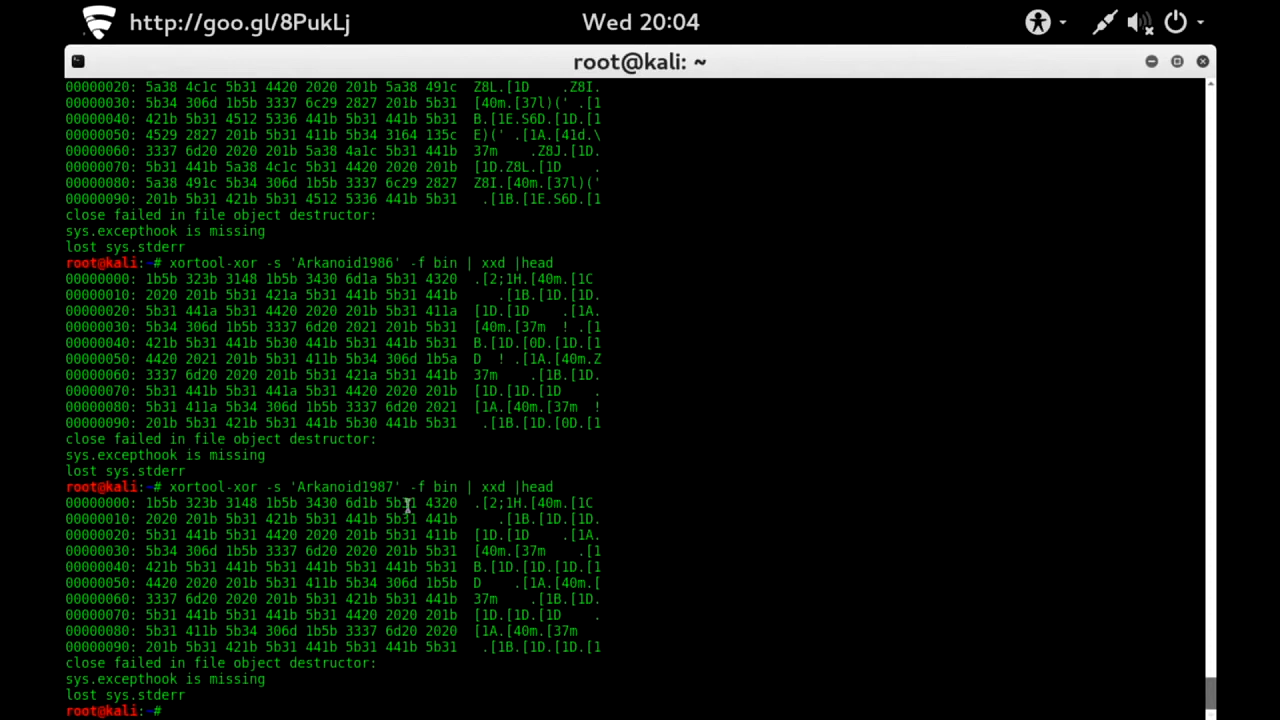 http://goo.gl/8PukLj
Wed 20:04
root@kali: ~
00000020: 5a38 4c1c 5b31 4420 2020 201b 5a38 491c  Z8L.[1D    .Z8I.
00000030: 5b34 306d 1b5b 3337 6c29 2827 201b 5b31  [40m.[37l)(' .[1
00000040: 421b 5b31 4512 5336 441b 5b31 441b 5b31  B.[1E.S6D.[1D.[1
00000050: 4529 2827 201b 5b31 411b 5b34 3164 135c  E)(' .[1A.[41d.\
00000060: 3337 6d20 2020 201b 5a38 4a1c 5b31 441b  37m    .Z8J.[1D.
00000070: 5b31 441b 5a38 4c1c 5b31 4420 2020 201b  [1D.Z8L.[1D    .
00000080: 5a38 491c 5b34 306d 1b5b 3337 6c29 2827  Z8I.[40m.[37l)('
00000090: 201b 5b31 421b 5b31 4512 5336 441b 5b31   .[1B.[1E.S6D.[1
close failed in file object destructor:
sys.excepthook is missing
lost sys.stderr
root@kali:~# xortool-xor -s 'Arkanoid1986' -f bin | xxd |head
00000000: 1b5b 323b 3148 1b5b 3430 6d1a 5b31 4320  .[2;1H.[40m.[1C
00000010: 2020 201b 5b31 421a 5b31 441b 5b31 441b     .[1B.[1D.[1D.
00000020: 5b31 441a 5b31 4420 2020 201b 5b31 411a  [1D.[1D    .[1A.
00000030: 5b34 306d 1b5b 3337 6d20 2021 201b 5b31  [40m.[37m  ! .[1
00000040: 421b 5b31 441b 5b30 441b 5b31 441b 5b31  B.[1D.[0D.[1D.[1
00000050: 4420 2021 201b 5b31 411b 5b34 306d 1b5a  D  ! .[1A.[40m.Z
00000060: 3337 6d20 2020 201b 5b31 421a 5b31 441b  37m    .[1B.[1D.
00000070: 5b31 441b 5b31 441a 5b31 4420 2020 201b  [1D.[1D.[1D    .
00000080: 5b31 411a 5b34 306d 1b5b 3337 6d20 2021  [1A.[40m.[37m  !
00000090: 201b 5b31 421b 5b31 441b 5b30 441b 5b31   .[1B.[1D.[0D.[1
close failed in file object destructor:
sys.excepthook is missing
lost sys.stderr
root@kali:~# xortool-xor -s 'Arkanoid1987' -f bin | xxd |head
00000000: 1b5b 323b 3148 1b5b 3430 6d1b 5b31 4320  .[2;1H.[40m.[1C
00000010: 2020 201b 5b31 421b 5b31 441b 5b31 441b     .[1B.[1D.[1D.
00000020: 5b31 441b 5b31 4420 2020 201b 5b31 411b  [1D.[1D    .[1A.
00000030: 5b34 306d 1b5b 3337 6d20 2020 201b 5b31  [40m.[37m    .[1
00000040: 421b 5b31 441b 5b31 441b 5b31 441b 5b31  B.[1D.[1D.[1D.[1
00000050: 4420 2020 201b 5b31 411b 5b34 306d 1b5b  D    .[1A.[40m.[
00000060: 3337 6d20 2020 201b 5b31 421b 5b31 441b  37m    .[1B.[1D.
00000070: 5b31 441b 5b31 441b 5b31 4420 2020 201b  [1D.[1D.[1D    .
00000080: 5b31 411b 5b34 306d 1b5b 3337 6d20 2020  [1A.[40m.[37m
00000090: 201b 5b31 421b 5b31 441b 5b31 441b 5b31   .[1B.[1D.[1D.[1
close failed in file object destructor:
sys.excepthook is missing
lost sys.stderr
root@kali:~#